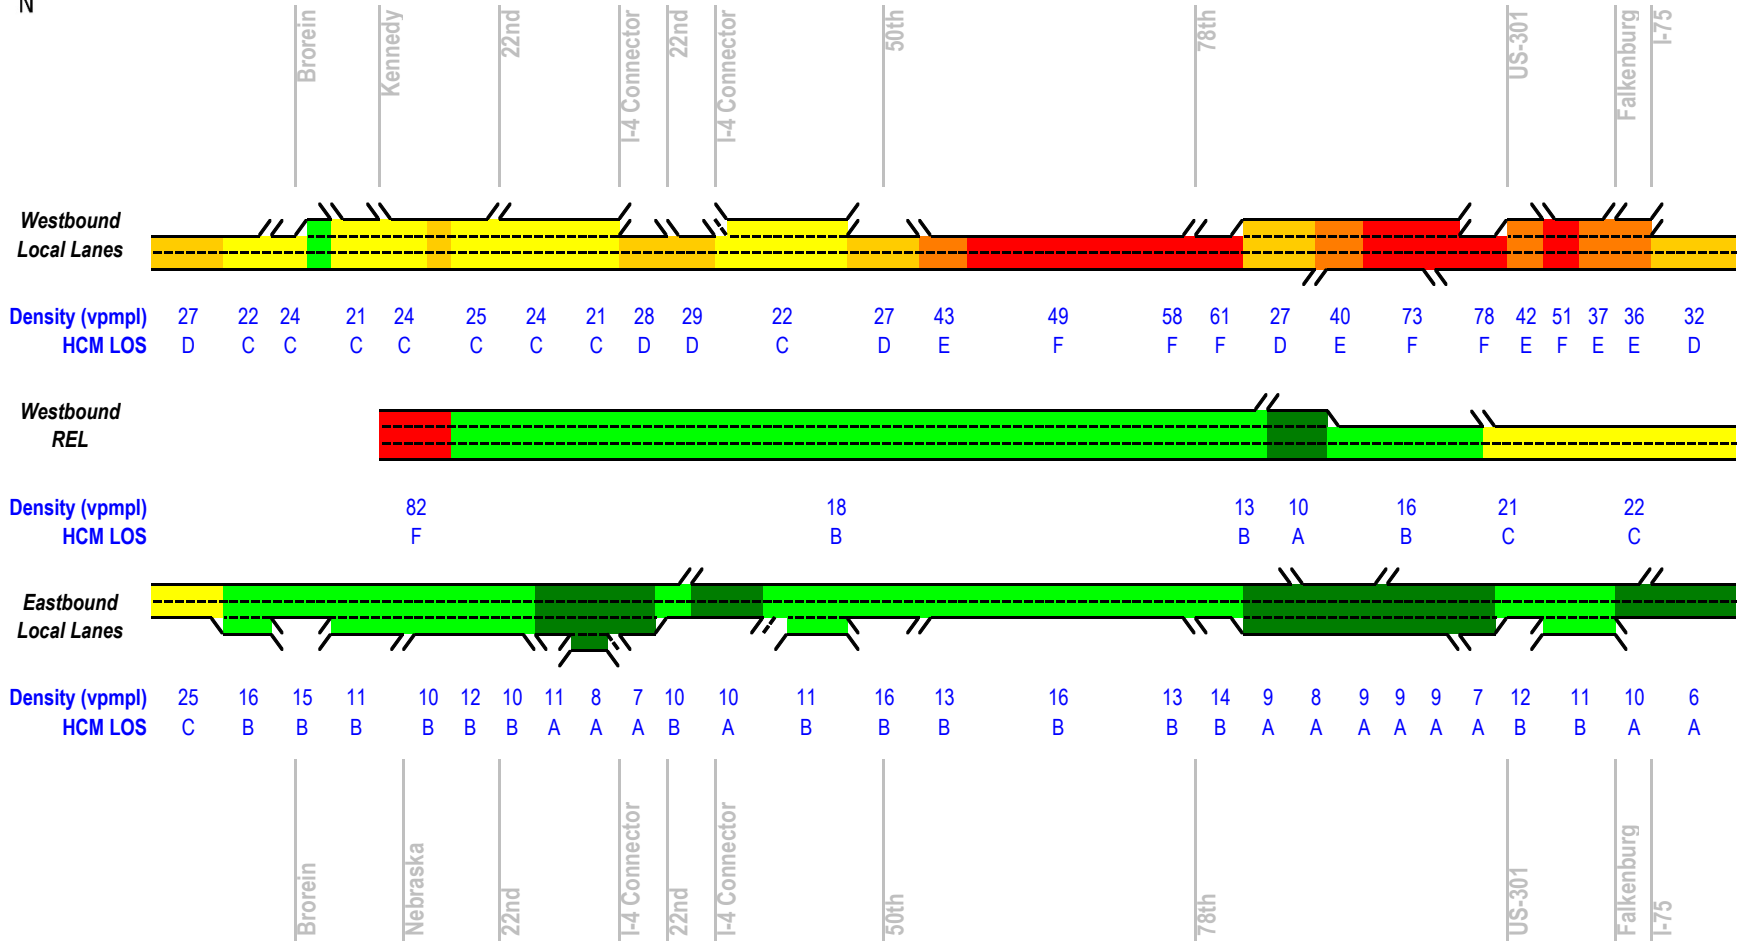 N
Brorein
Kennedy
22nd
I-4 Connector
22nd
I-4 Connector
50th
78th
US-301
Falkenburg
I-75
Westbound
Local Lanes
Density (vpmpl) 27 22 24 21 24 25 24 21 28 29 22 27 43 49 58 61 27 40 73 78 42 51 37 36 32
HCM LOS D C C C C C C C D D C D E F F F D E F F E F E E D
Westbound
REL
Density (vpmpl) 82 18 13 10 16 21 22
HCM LOS F B B A B C C
Eastbound
Local Lanes
Density (vpmpl) 25 16 15 11 10 12 10 11 8 7 10 10 11 16 13 16 13 14 9 8 9 9 9 7 12 11 10 6
HCM LOS C B B B B B B A A A B A B B B B B B A A A A A A B B A A
Brorein
Nebraska
22nd
I-4 Connector
22nd
I-4 Connector
50th
78th
US-301
Falkenburg
I-75